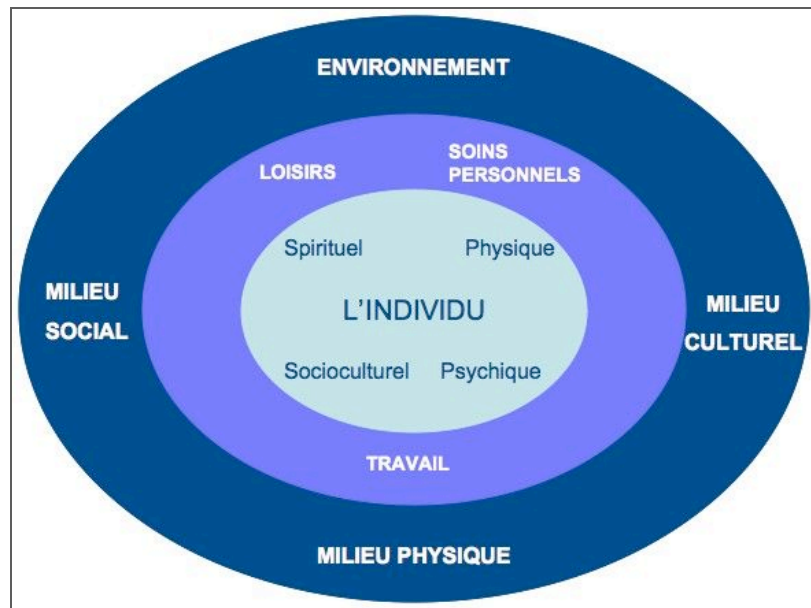 ENVIRONNEMENT
LOISIRS
SOINS
PERSONNELS
Spirituel
Physique
L'INDIVIDU
MILIEU
SOCIAL
MILIEU
CULTUREL
Socioculturel
Psychique
TRAVAIL
MILIEU PHYSIQUE